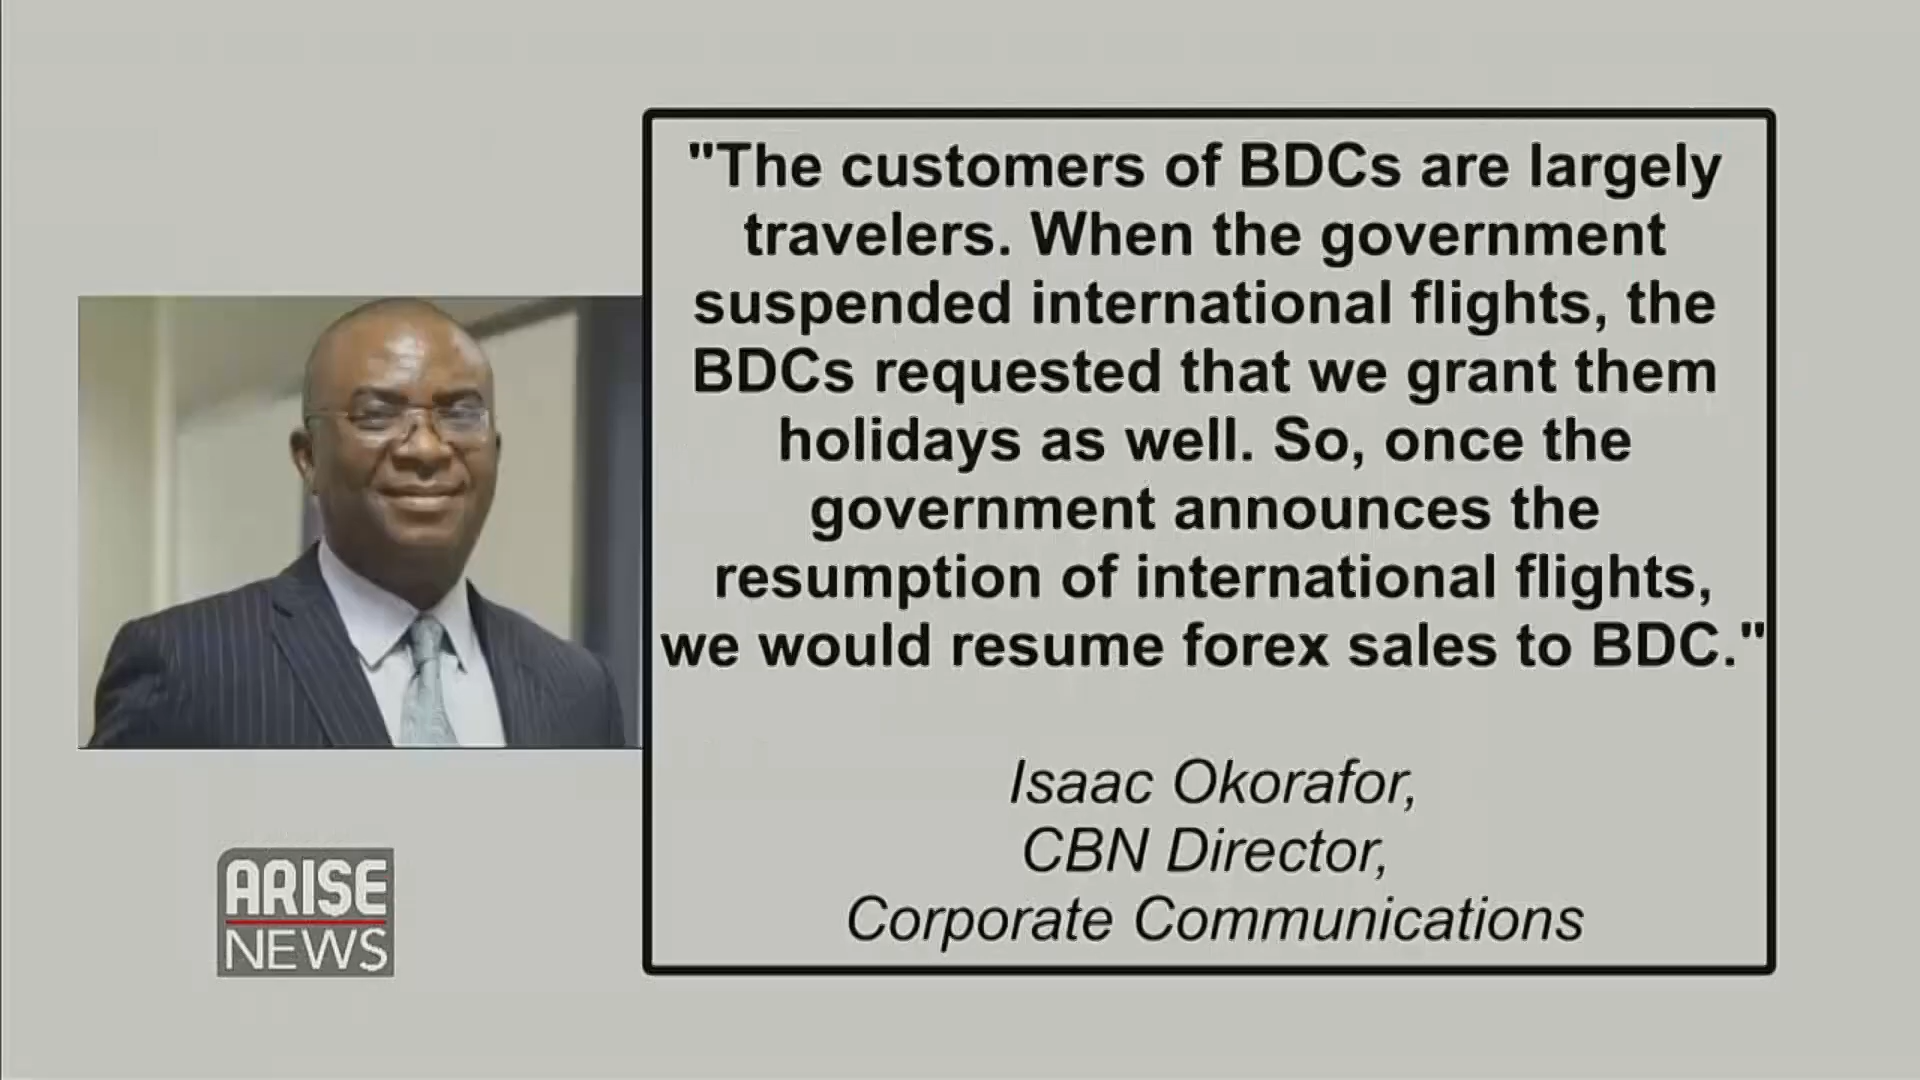 "The customers of BDCs are largely
travelers. When the government
suspended international flights, the
BDCs requested that we grant them
holidays as well. So, once the
government announces the
resumption of international flights,
we would resume forex sales to BDC."
Isaac Okorafor,
CBN Director,
Corporate Communications
ARISE
NEWS